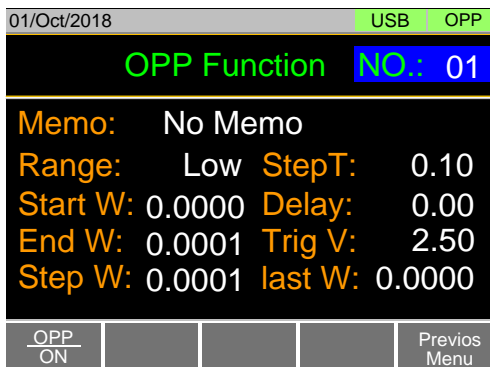 01/Oct/2018 USB OPP
OPP Function NO.: 01
Memo: No Memo
Range: Low StepT: 0.10
Start W: 0.0000 Delay: 0.00
End W: 0.0001 Trig V: 2.50
Step W: 0.0001 last W: 0.0000
OPP
ON
Previos
Menu